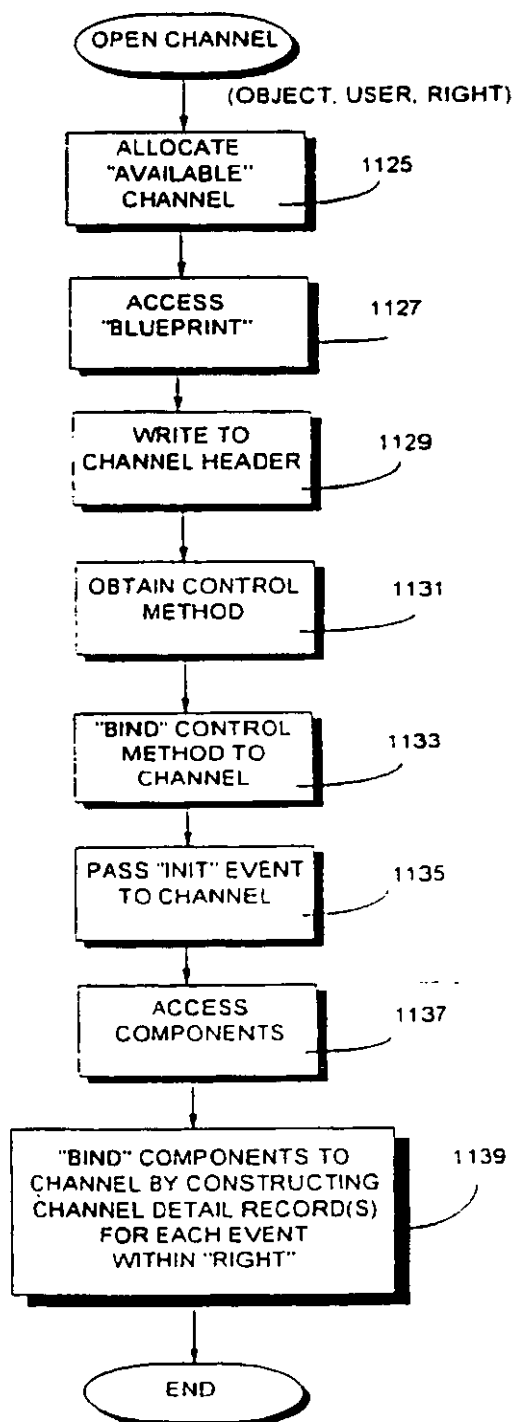 OPEN CHANNEL
(OBJECT, USER, RIGHT)
ALLOCATE
"AVAILABLE"
CHANNEL
1125
ACCESS
"BLUEPRINT"
1127
WRITE TO
CHANNEL HEADER
1129
OBTAIN CONTROL
METHOD
1131
"BIND" CONTROL
METHOD TO
CHANNEL
1133
PASS "INIT" EVENT
TO CHANNEL
1135
ACCESS
COMPONENTS
1137
"BIND" COMPONENTS TO
CHANNEL BY CONSTRUCTING
CHANNEL DETAIL RECORD(S)
FOR EACH EVENT
WITHIN "RIGHT"
1139
END